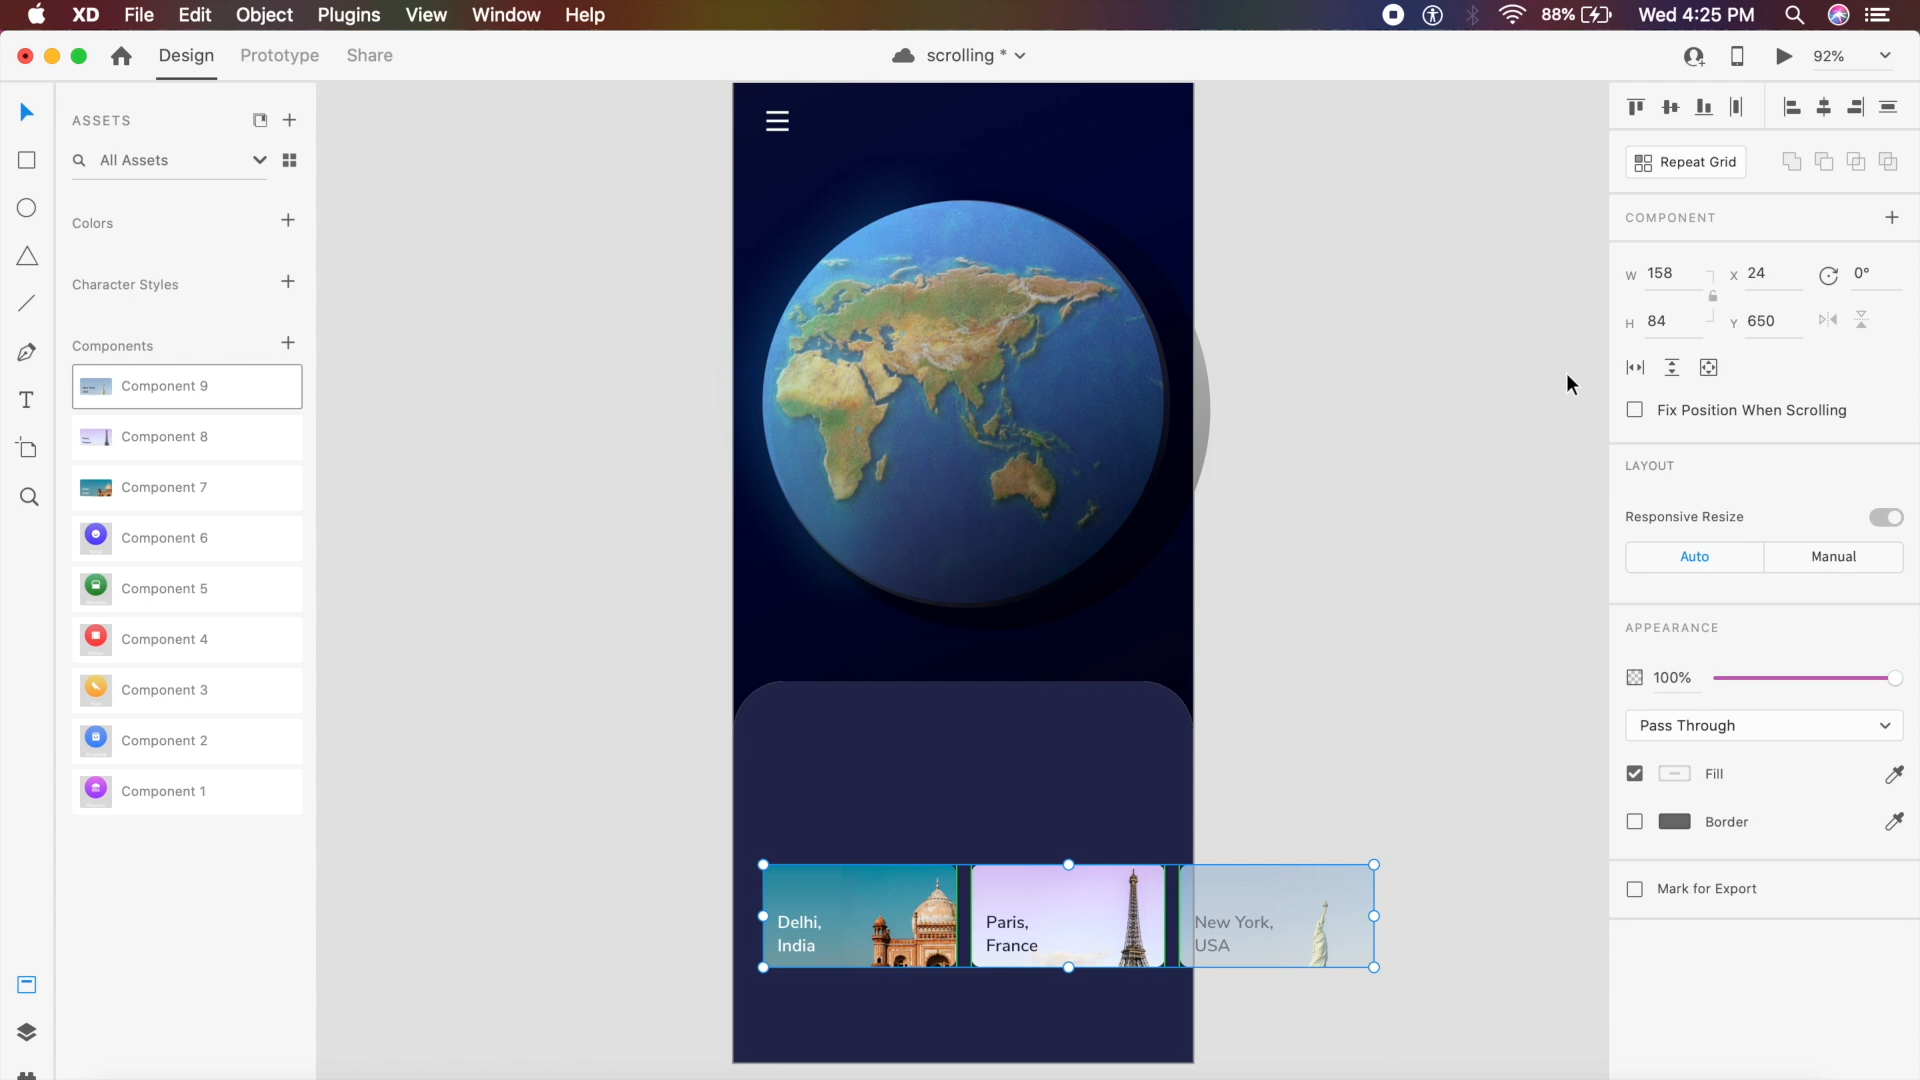 XD File Edit Object Plugins View Window Help 88% Wed 4:25 PM
Design Prototype Share scrolling * 92%
ASSETS
All Assets
Repeat Grid
Colors
COMPONENT
Character Styles
W 158 X 24 0°
H 84 Y 650
Components
Component 9
Fix Position When Scrolling
Component 8
LAYOUT
Component 7
Responsive Resize
Component 6
Auto Manual
Component 5
APPEARANCE
Component 4
100%
Component 3
Pass Through
Component 2
Fill
Component 1
Border
Mark for Export
Delhi,
India
Paris,
France
New York,
USA